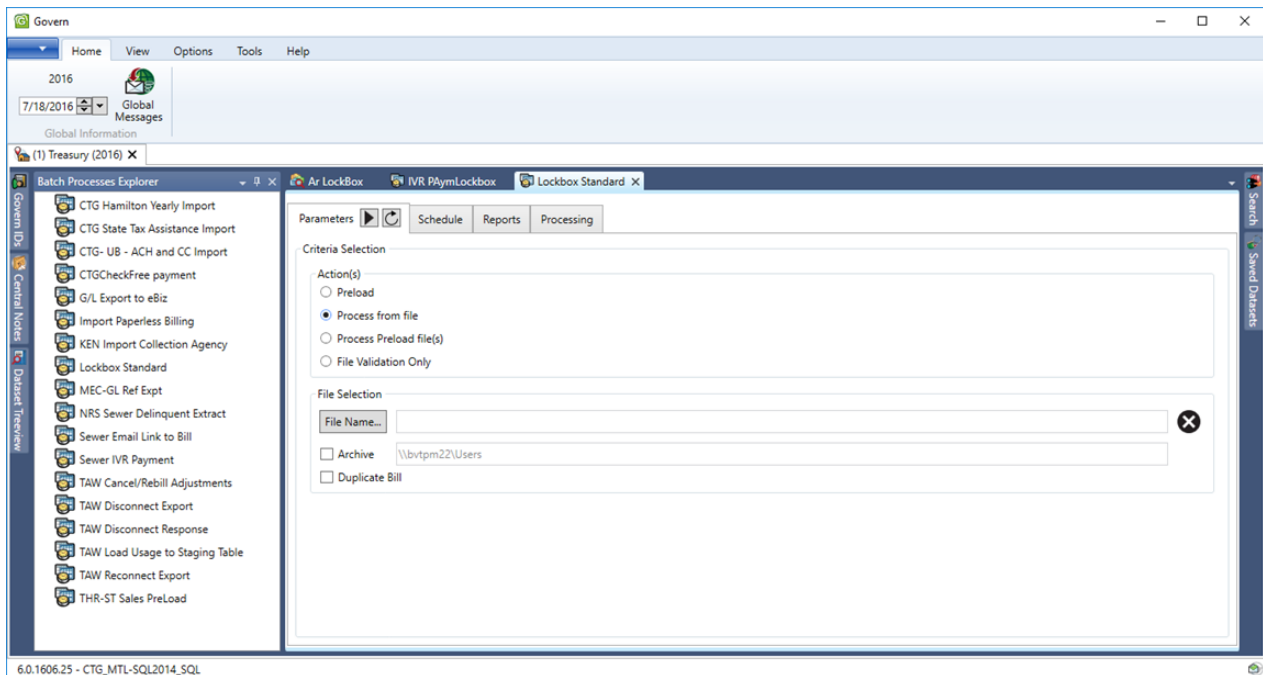 Govern
Home View Options Tools Help
2016
7/18/2016
Global
Messages
Global Information
(1) Treasury (2016)
Govern IDs
Central Notes
Dataset Treeview
Batch Processes Explorer
CTG Hamilton Yearly Import
CTG State Tax Assistance Import
CTG- UB - ACH and CC Import
CTGCheckFree payment
G/L Export to eBiz
Import Paperless Billing
KEN Import Collection Agency
Lockbox Standard
MEC-GL Ref Expt
NRS Sewer Delinquent Extract
Sewer Email Link to Bill
Sewer IVR Payment
TAW Cancel/Rebill Adjustments
TAW Disconnect Export
TAW Disconnect Response
TAW Load Usage to Staging Table
TAW Reconnect Export
THR-ST Sales PreLoad
Ar LockBox IVR PAymLockbox Lockbox Standard
Parameters Schedule Reports Processing
Criteria Selection
Action(s)
Preload
Process from file
Process Preload file(s)
File Validation Only
File Selection
File Name...
Archive \\bvtpm22\Users
Duplicate Bill
Search
Saved Datasets
6.0.1606.25 - CTG_MTL-SQL2014_SQL